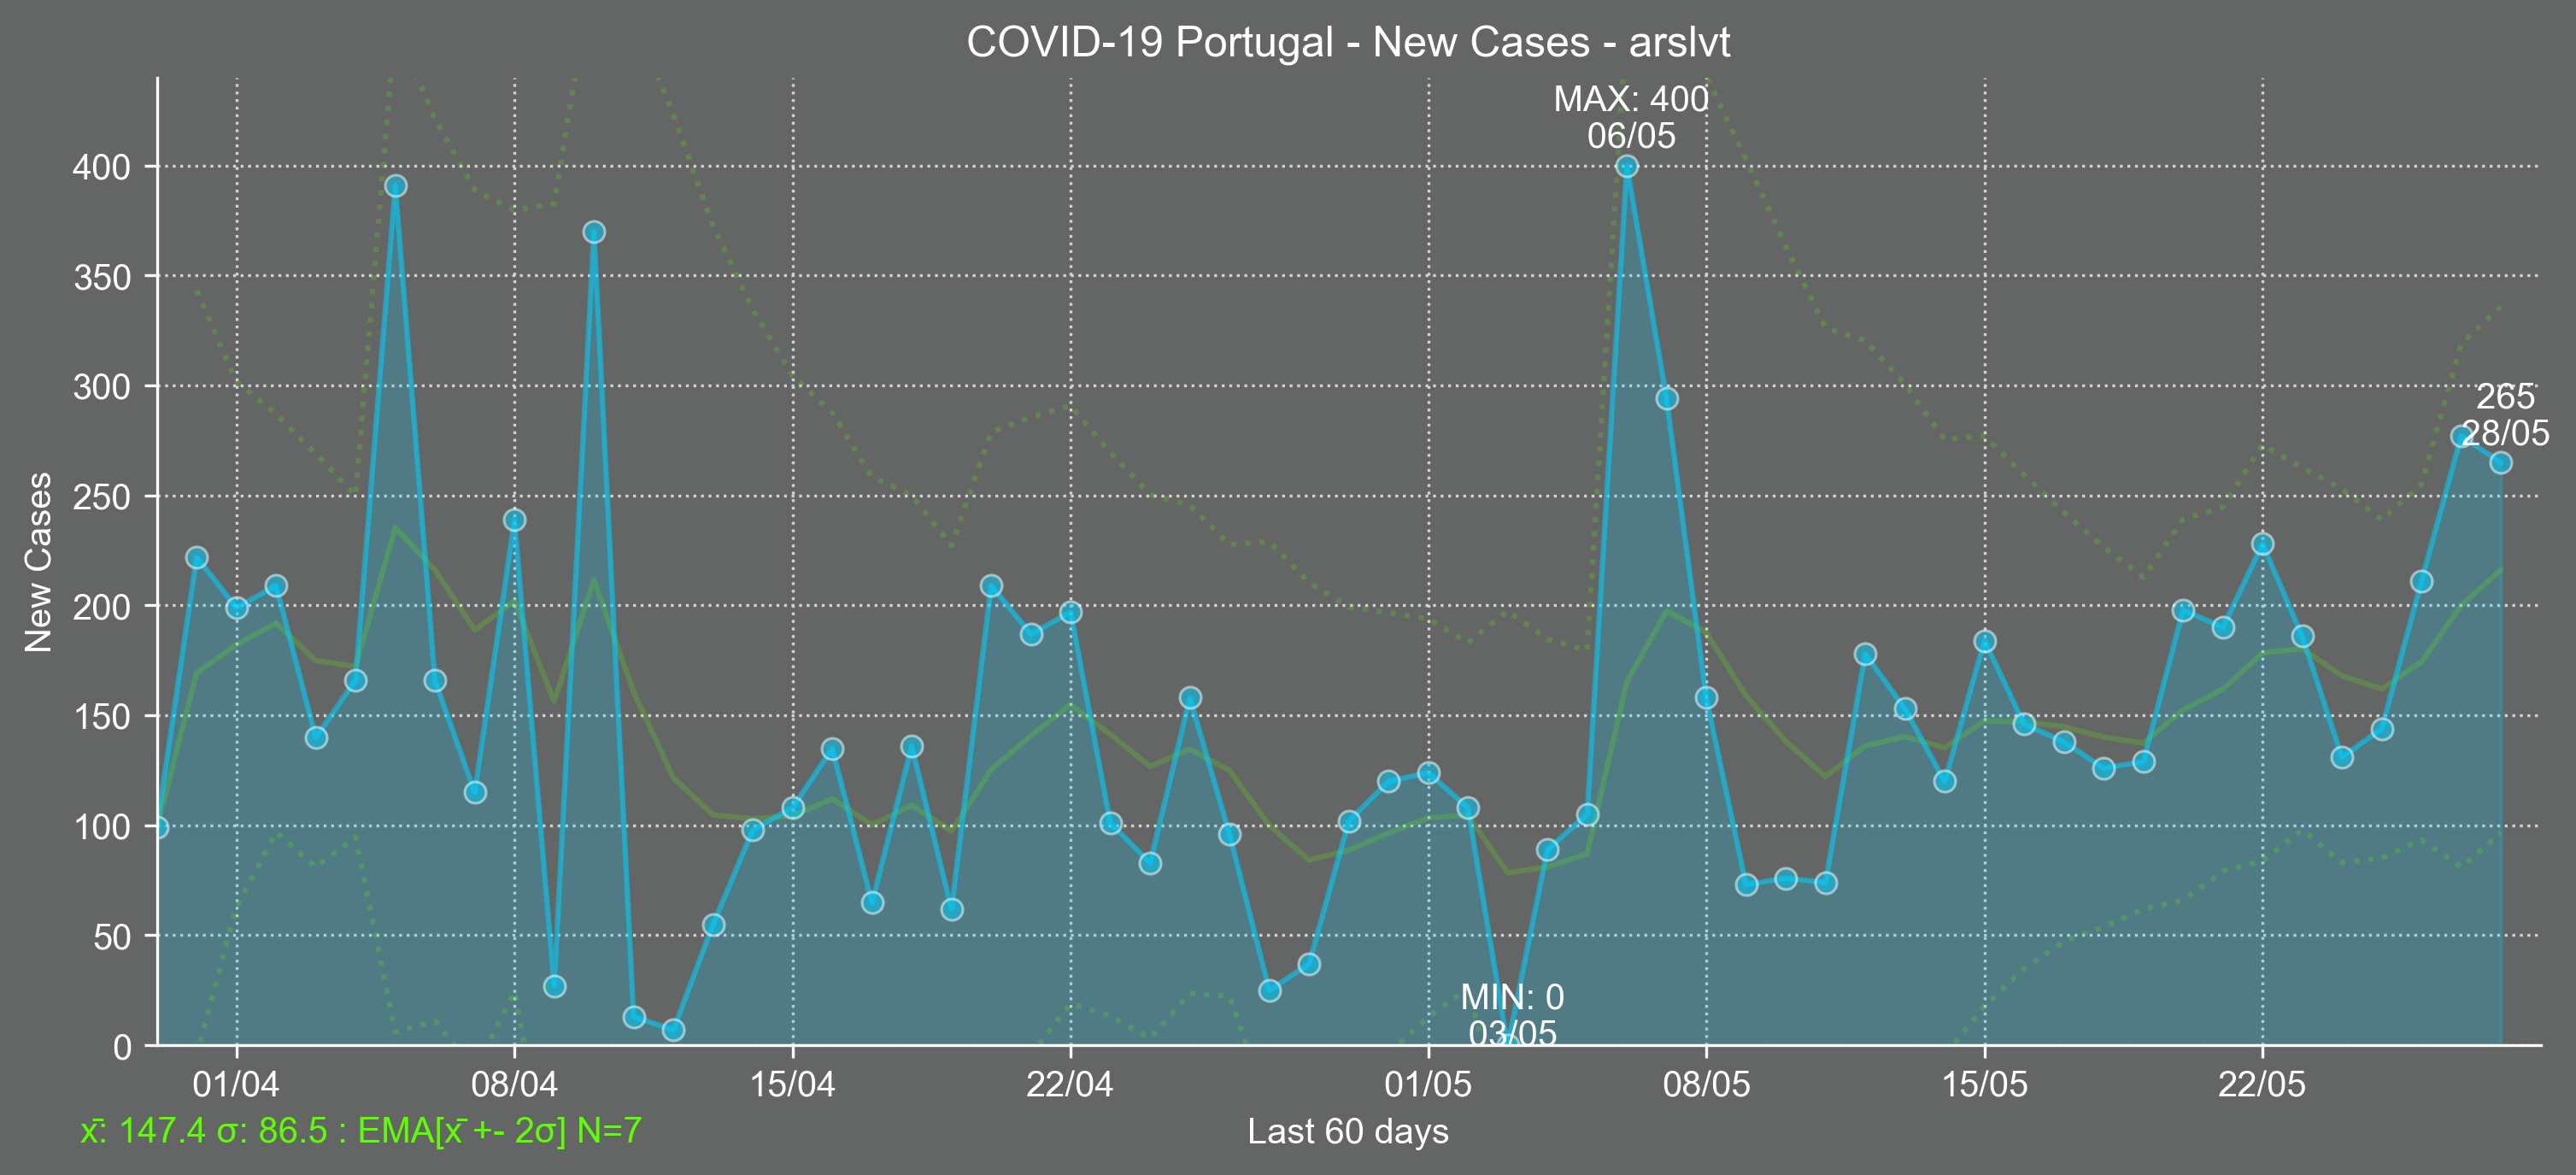 COVID-19 Portugal - New Cases - arslvt
MAX: 400
06/05
400
350
300
250
200
150
100
50
0
New Cases
265
28/05
MIN: 0
03/05
01/04 08/04 15/04 22/04 01/05 08/05 15/05 22/05
x̄: 147.4 σ: 86.5 : EMA[x̄ +- 2σ] N=7
Last 60 days